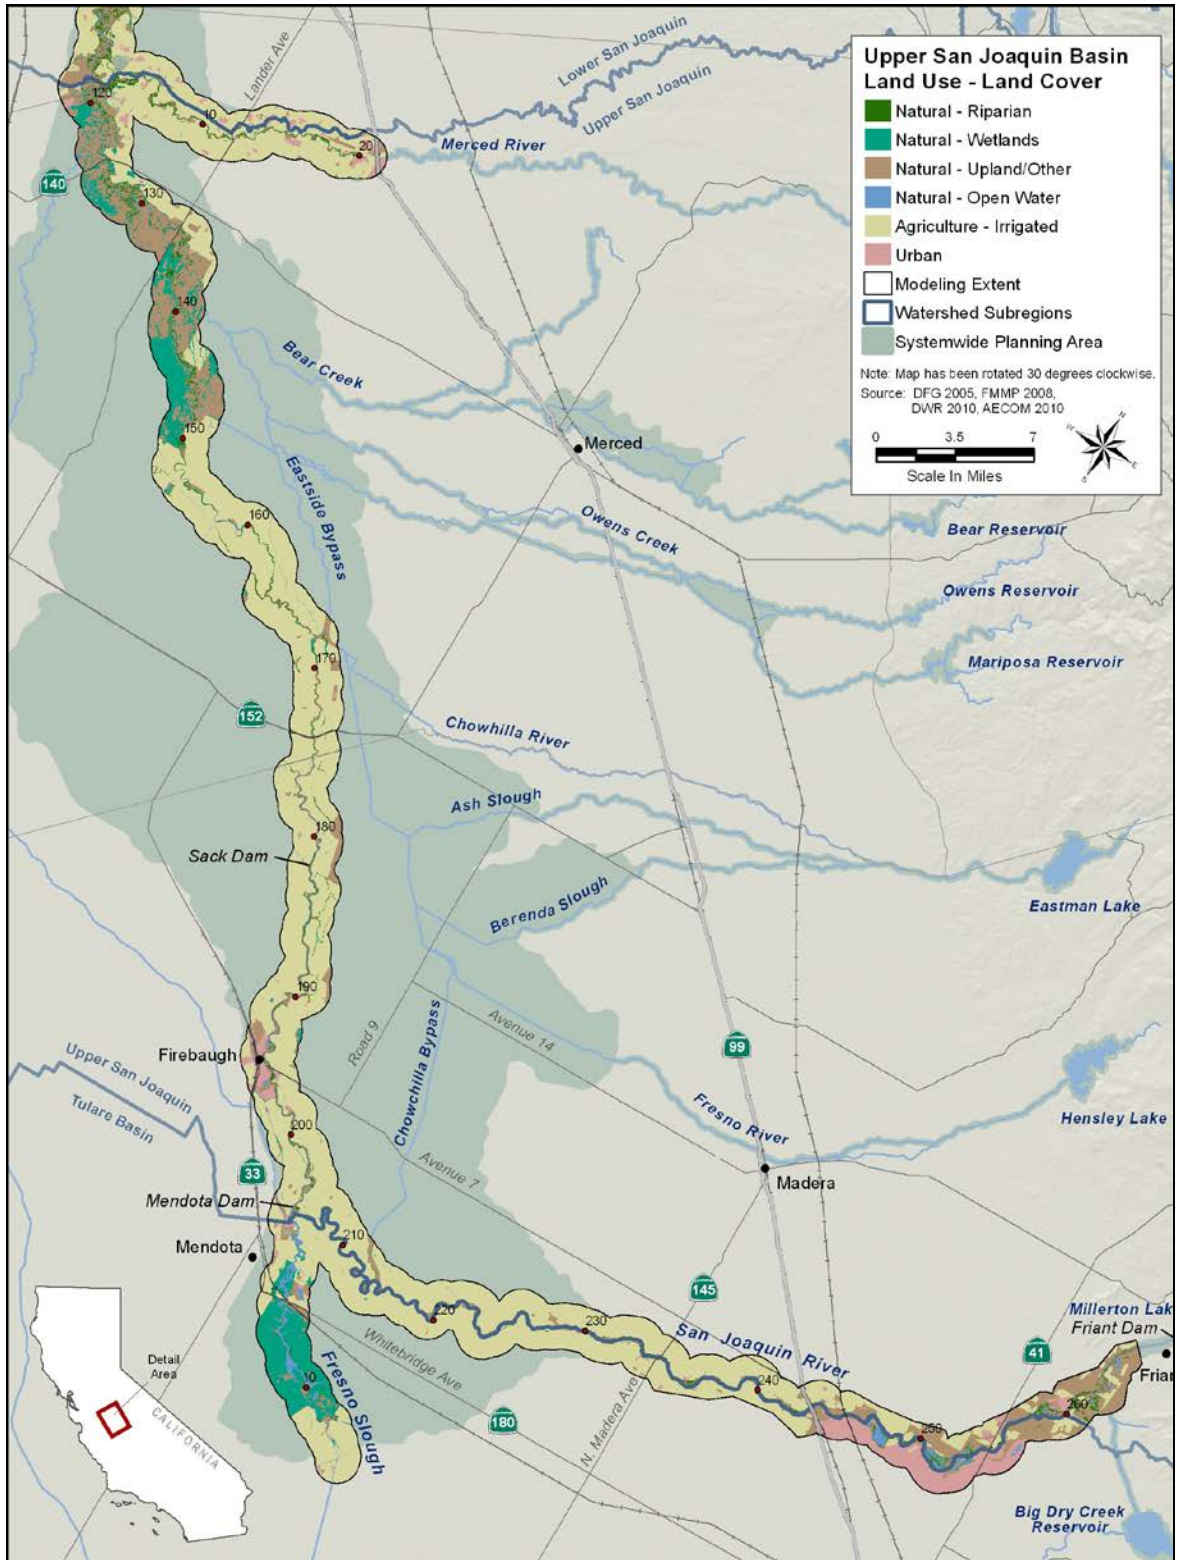 Upper San Joaquin Basin
Land Use - Land Cover
Natural - Riparian
Natural - Wetlands
Natural - Upland/Other
Natural - Open Water
Agriculture - Irrigated
Urban
Modeling Extent
Watershed Subregions
Systemwide Planning Area
Note: Map has been rotated 30 degrees clockwise.
Source: DFG 2005, FMMP 2008,
DWR 2010, AECOM 2010
N
W
E
S
0 3.5 7
Scale In Miles
Lander Ave
Lower San Joaquin
Upper San Joaquin
120
10
20
Merced River
140
130
140
Bear Creek
150
Merced
Eastside Bypass
160
Owens Creek
Bear Reservoir
Owens Reservoir
Mariposa Reservoir
170
152
Chowhilla River
Ash Slough
180
Sack Dam
Berenda Slough
Eastman Lake
190
Avenue 14
Road 9
99
Firebaugh
Chowchilla Bypass
Upper San Joaquin
Tulare Basin
Fresno River
Hensley Lake
200
33
Avenue 7
Madera
Mendota Dam
Mendota
210
145
220
230
San Joaquin River
Millerton Lak
Friant Dam
Friar
41
Whitebridge Ave
240
10
Fresno Slough
180
N. Madera Ave
250
260
Detail
Area
CALIFORNIA
Big Dry Creek
Reservoir